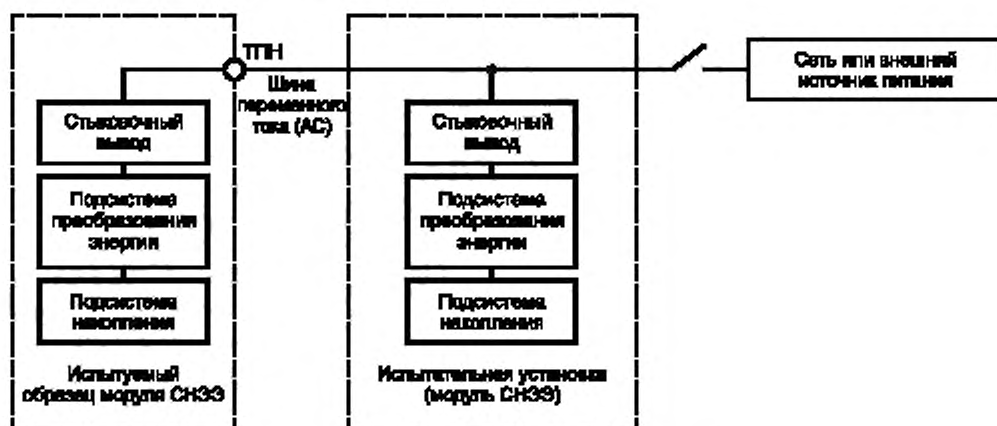 ТПН
Шина
переменного
тока (АС)
Сеть или внешний
источник питания
Стыковочный
вывод
Подсистема
преобразования
энергии
Подсистема
накопления
Испытуемый
образец модуля СНЭЭ
Стыковочный
вывод
Подсистема
преобразования
энергии
Подсистема
накопления
Испытательная установка
(модуль СНЭЭ)